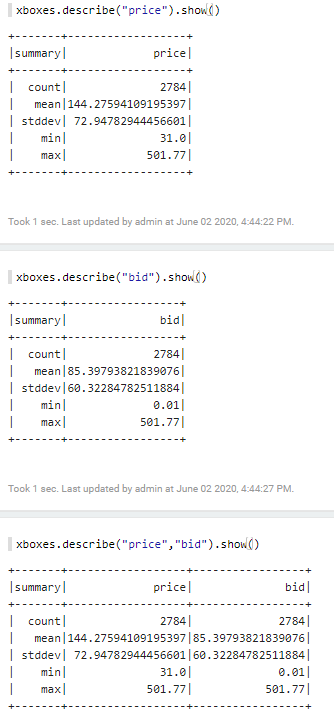 xboxes.describe("price").show()
+-------+------------------+
|summary|             price|
+-------+------------------+
|  count|              2784|
|   mean|144.27594109195397|
| stddev| 72.94782944456601|
|    min|              31.0|
|    max|            501.77|
+-------+------------------+
Took 1 sec. Last updated by admin at June 02 2020, 4:44:22 PM.
xboxes.describe("bid").show()
+-------+-----------------+
|summary|              bid|
+-------+-----------------+
|  count|             2784|
|   mean|85.39793821839076|
| stddev|60.32284782511884|
|    min|             0.01|
|    max|           501.77|
+-------+-----------------+
Took 1 sec. Last updated by admin at June 02 2020, 4:44:27 PM.
xboxes.describe("price","bid").show()
+-------+------------------+-----------------+
|summary|             price|              bid|
+-------+------------------+-----------------+
|  count|              2784|             2784|
|   mean|144.27594109195397|85.39793821839076|
| stddev| 72.94782944456601|60.32284782511884|
|    min|              31.0|             0.01|
|    max|            501.77|           501.77|
+-------+------------------+-----------------+